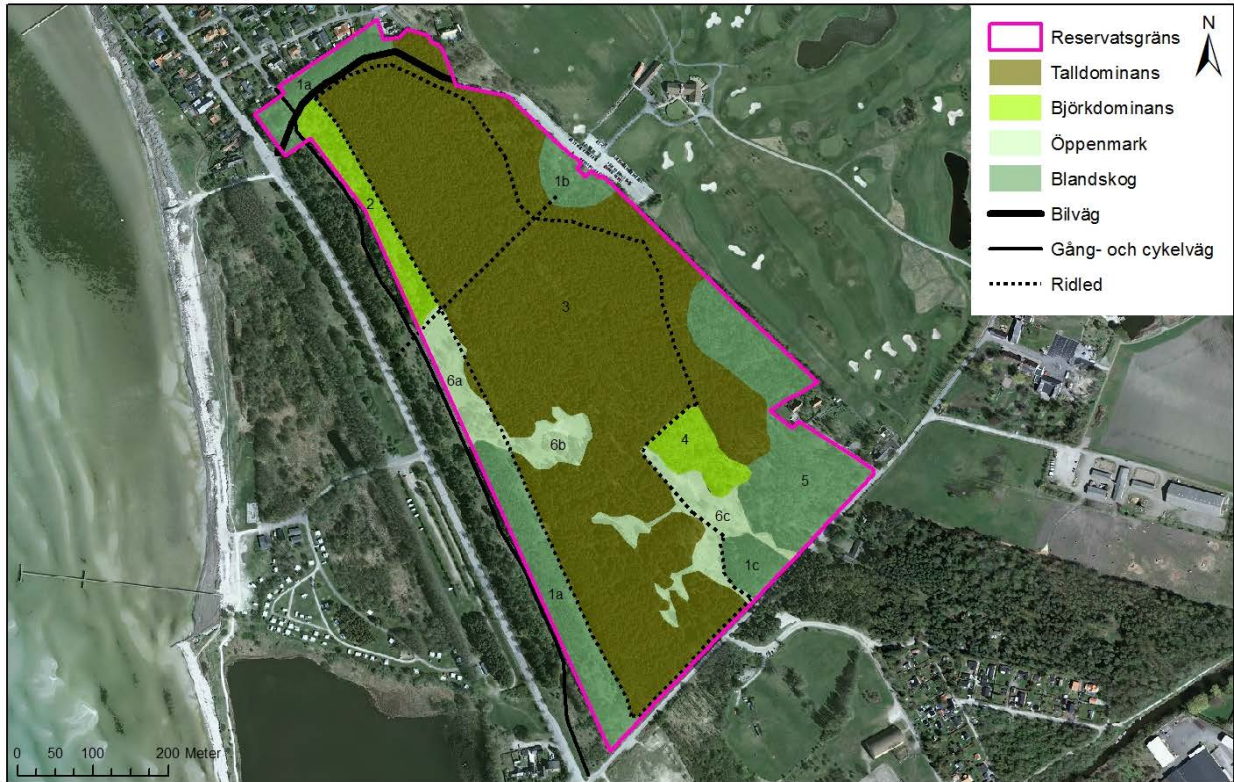 Reservatsgräns
Talldominans
Björkdominans
Öppenmark
Blandskog
Bilväg
Gång- och cykelväg
Ridled
N
1a
1b
2
3
6a
6b
4
5
6c
1c
1a
0 50 100 200 Meter